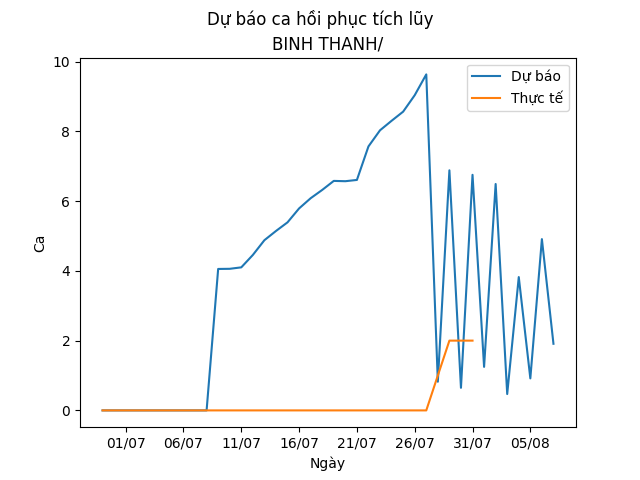 Dự báo ca hồi phục tích lũy
BINH THANH/
Dự báo
Thực tế
Ca
10
8
6
4
2
0
01/07 06/07 11/07 16/07 21/07 26/07 31/07 05/08
Ngày